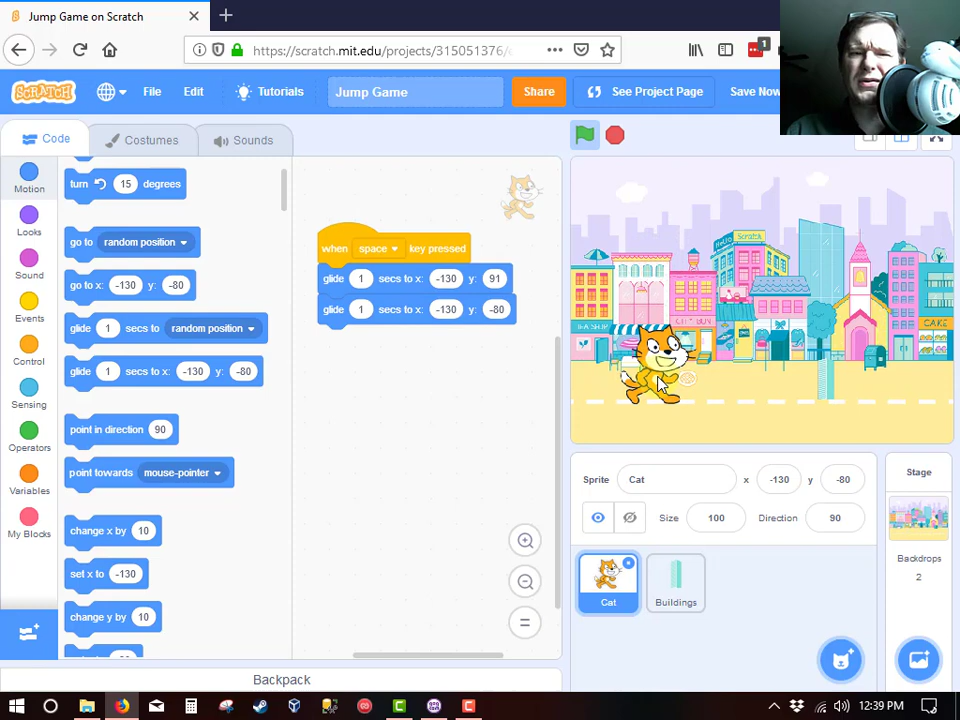 Jump Game on Scratch
https://scratch.mit.edu/projects/315051376/
1
SCRATCH
File
Edit
Tutorials
Jump Game
Share
See Project Page
Save Now
Code
Costumes
Sounds
Motion
Looks
Sound
Events
Control
Sensing
Operators
Variables
My Blocks
turn 15 degrees
go to random position
go to x: -130 y: -80
glide 1 secs to random position
glide 1 secs to x: -130 y: -80
point in direction 90
point towards mouse-pointer
change x by 10
set x to -130
change y by 10
when space key pressed
glide 1 secs to x: -130 y: 91
glide 1 secs to x: -130 y: -80
Scratch
CITY BOY
CAKE
Sprite Cat x -130 y -80
Size 100 Direction 90
Cat
Buildings
Stage
Backdrops
2
Backpack
12:39 PM